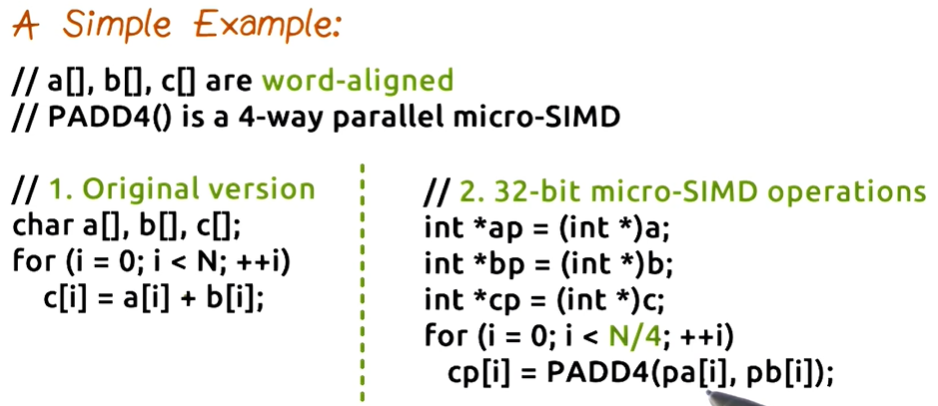 A Simple Example:
// a[], b[], c[] are word-aligned
// PADD4() is a 4-way parallel micro-SIMD
// 1. Original version
char a[], b[], c[];
for (i = 0; i < N; ++i)
c[i] = a[i] + b[i];
// 2. 32-bit micro-SIMD operations
int *ap = (int *)a;
int *bp = (int *)b;
int *cp = (int *)c;
for (i = 0; i < N/4; ++i)
cp[i] = PADD4(pa[i], pb[i]);